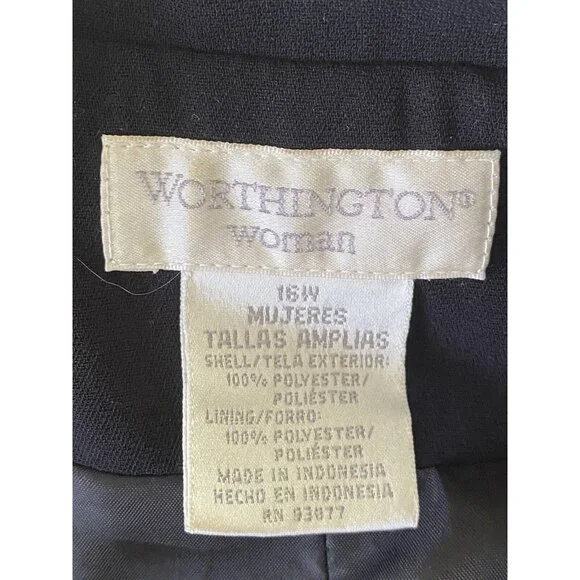 WORTHINGTON®
woman
16W
MUJERES
TALLAS AMPLIAS
SHELL/TELA EXTERIOR:
100% POLYESTER/
POLIÉSTER
LINING/FORRO:
100% POLYESTER/
POLIÉSTER
MADE IN INDONESIA
HECHO EN INDONESIA
RN 93677